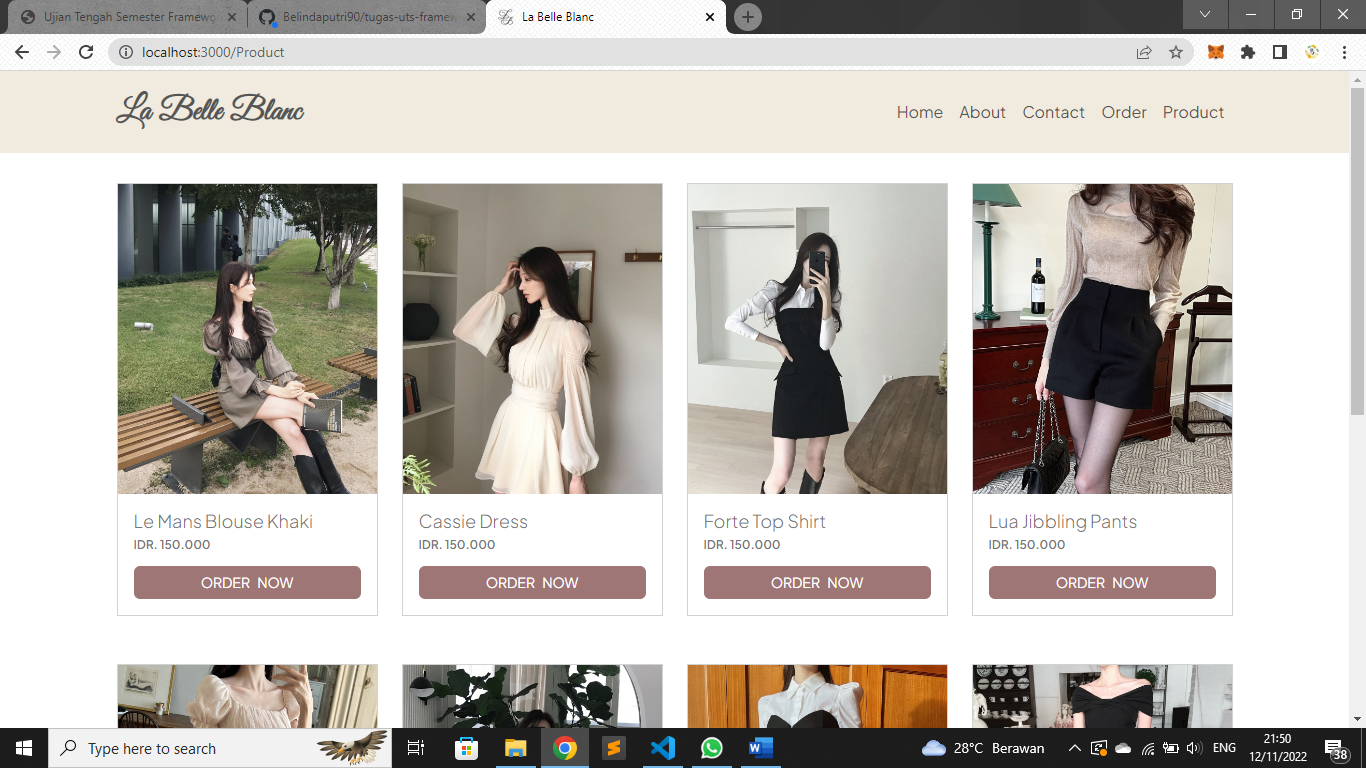 Ujian Tengah Semester Framewo
Belindaputri90/tugas-uts-framew
La Belle Blanc
localhost:3000/Product
La Belle Blanc
Home About Contact Order Product
Le Mans Blouse Khaki
IDR. 150.000
ORDER NOW
Cassie Dress
IDR. 150.000
ORDER NOW
Forte Top Shirt
IDR. 150.000
ORDER NOW
Lua Jibbling Pants
IDR. 150.000
ORDER NOW
Type here to search
28°C Berawan
ENG
21:50
12/11/2022
38